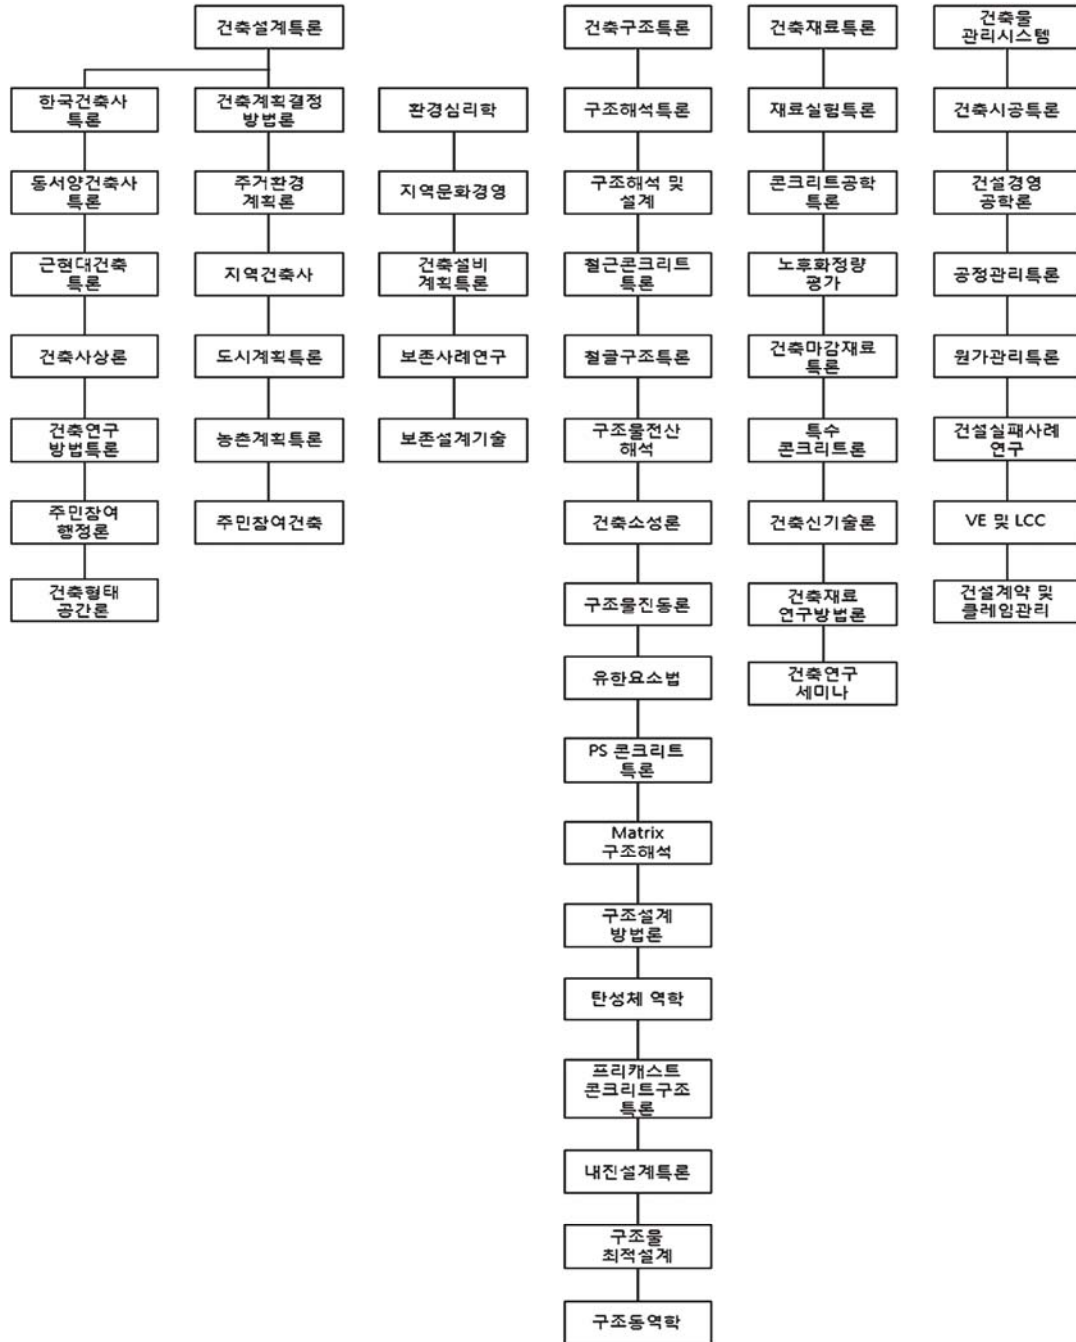 건축설계특론
한국건축사
특론
동서양건축사
특론
근현대건축
특론
건축사상론
건축연구
방법특론
주민참여
행정론
건축형태
공간론
건축계획결정
방법론
주거환경
계획론
지역건축사
도시계획특론
농촌계획특론
주민참여건축
환경심리학
지역문화경영
건축설비
계획특론
보존사례연구
보존설계기술
건축구조특론
구조해석특론
구조해석 및
설계
철근콘크리트
특론
철글구조특론
구조물전산
해석
건축소성론
구조물진동론
유한요소법
PS 콘크리트
특론
Matrix
구조해석
구조설계
방법론
탄성체 역학
프리캐스트
콘크리트구조
특론
내진설계특론
구조물
최적설계
구조동역학
건축재료특론
재료실험특론
콘크리트공학
특론
노후화정량
평가
건축마감재료
특론
특수
콘크리트론
건축신기술론
건축재료
연구방법론
건축연구
세미나
건축물
관리시스템
건축시공특론
건설경영
공학론
공정관리특론
원가관리특론
건설실패사례
연구
VE 및 LCC
건설계약 및
클레임관리